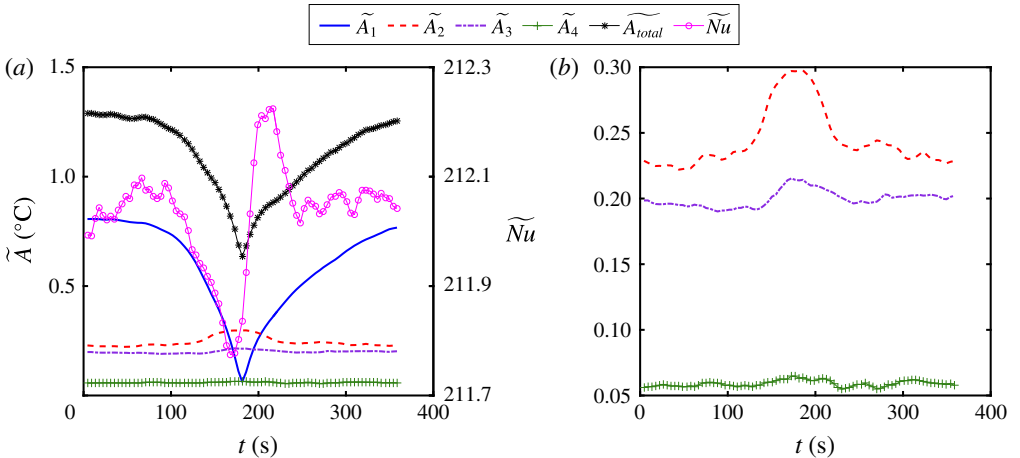 Ã₁ Ã₂ Ã₃ Ã₄ Ã_total Ñu
(a) (b)
1.5 212.3 0.30
0.25
1.0 212.1
0.20
Ã (°C) Ñu
0.15
0.5 211.9
0.10
211.7 0.05
0 100 200 300 400 0 100 200 300 400
t (s) t (s)